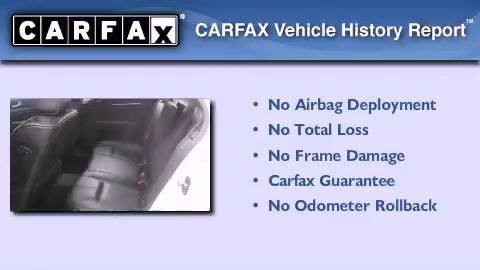 CARFAX®
CARFAX Vehicle History Report™
• No Airbag Deployment
• No Total Loss
• No Frame Damage
• Carfax Guarantee
• No Odometer Rollback